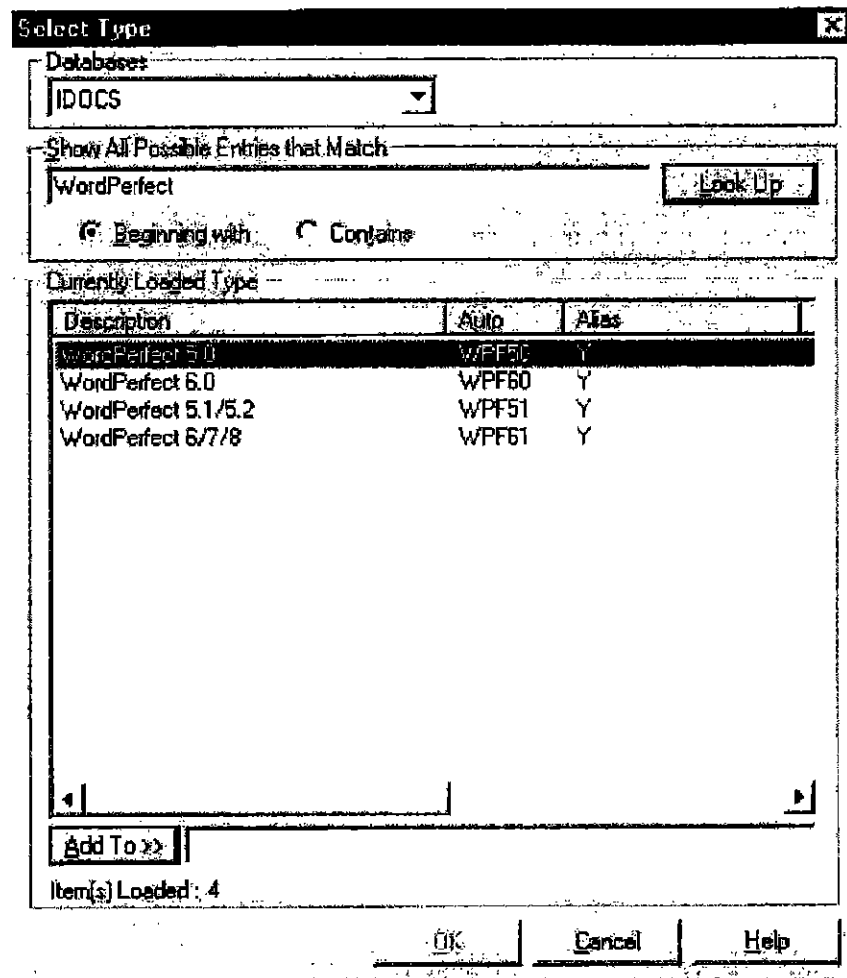 Select Type
Databases
IDOCS
Show All Possible Entries that Match
WordPerfect
Look Up
Beginning with Contains
Currently Loaded Type
Description Auto Alias
WordPerfect 5.0 WPF50 Y
WordPerfect 6.0 WPF60 Y
WordPerfect 5.1/5.2 WPF51 Y
WordPerfect 6/7/8 WPF61 Y
Add To >>
Item(s) Loaded : 4
OK Cancel Help